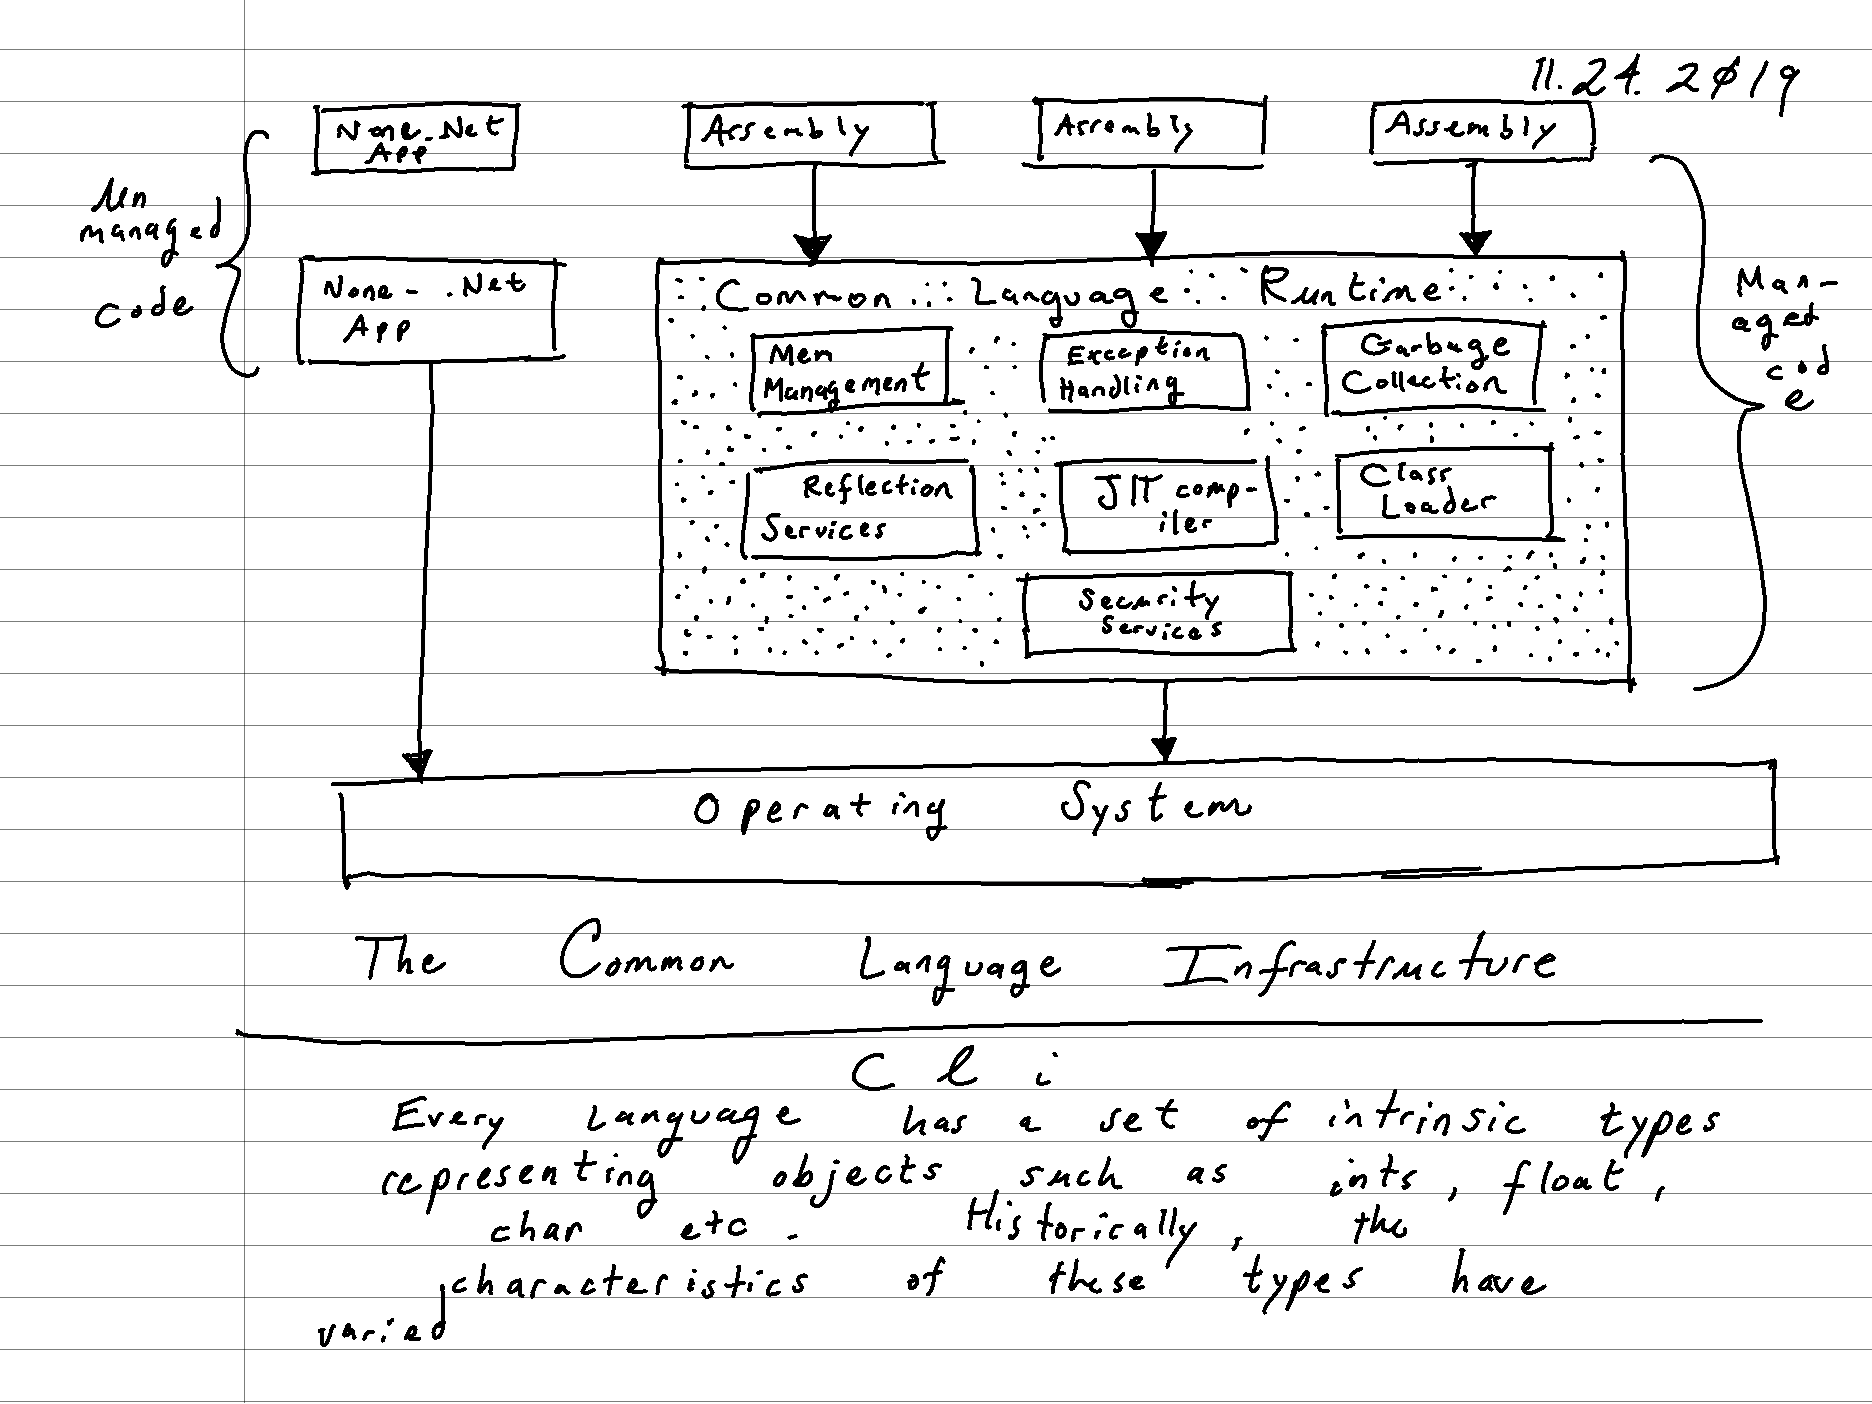 11.24.2019
None.Net
App
Assembly
Assembly
Assembly
Un
managed
code
None - .Net
App
Common Language Runtime
Man-
aged
cod
e
Mem
Management
Exception
Handling
Garbage
Collection
Reflection
Services
JIT comp-
iler
Class
Loader
Security
Services
Operating System
The Common Language Infrastructure
Cli
Every Language has a set of intrinsic types
representing objects such as ints, float,
char etc. Historically, the
characteristics of these types have
varied